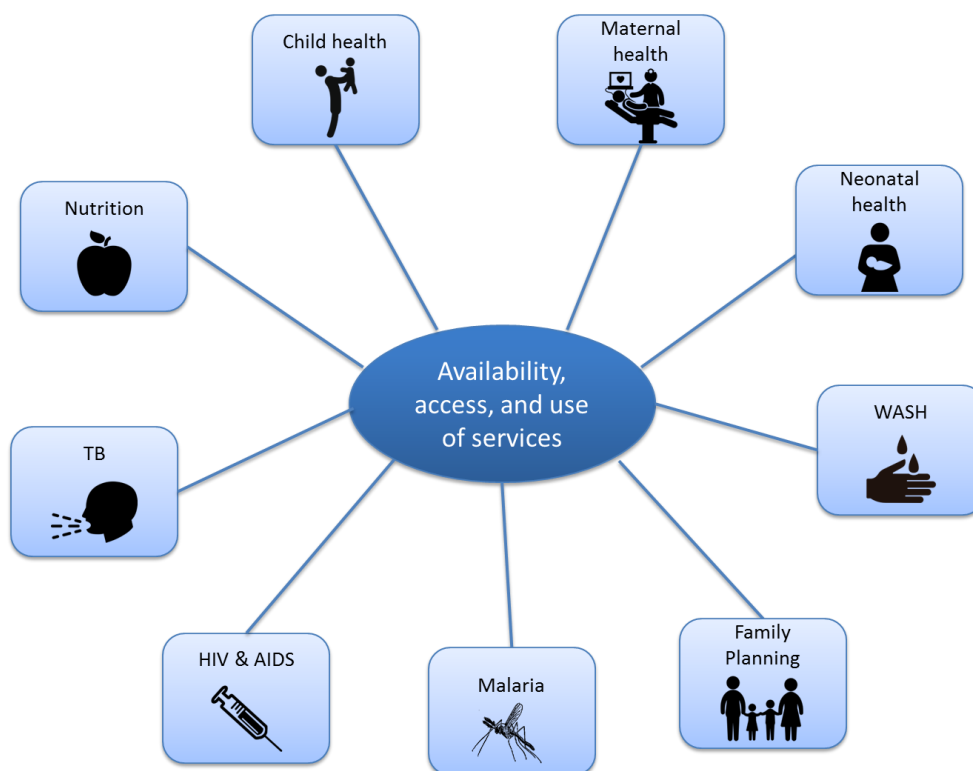 Child health
Maternal
health
Neonatal
health
Nutrition
Availability,
access, and use
of services
WASH
TB
Family
Planning
HIV & AIDS
Malaria